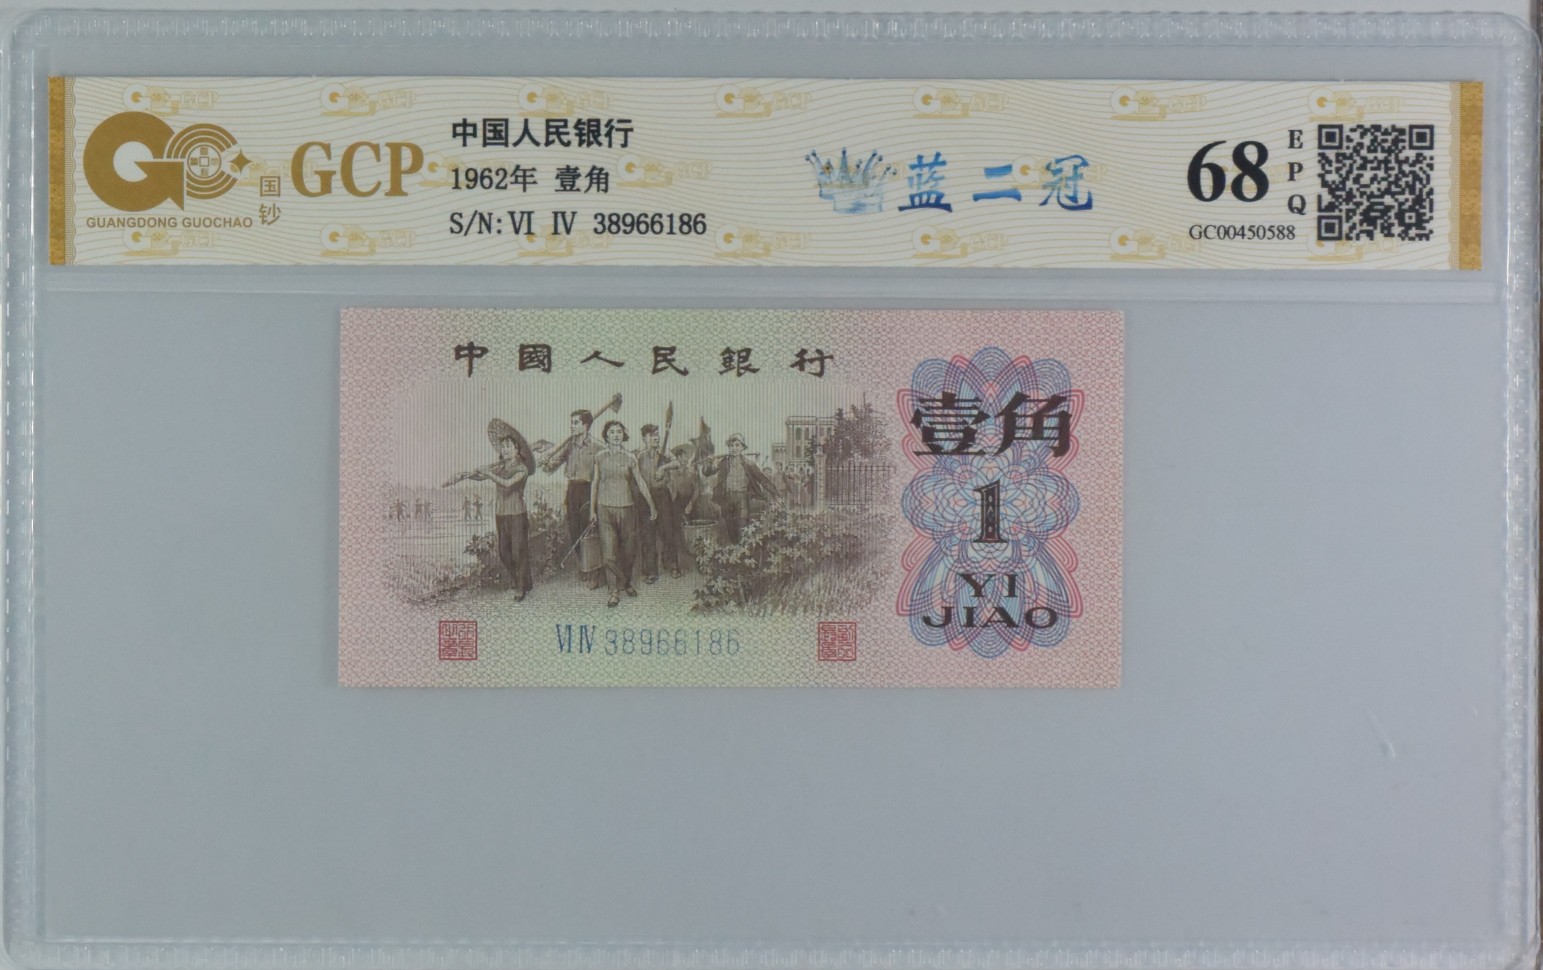 GCP
国钞
GUANGDONG GUOCHAO
中国人民银行
1962年 壹角
S/N: VI IV 38966186
蓝二冠
68
EPQ
GC00450588
中國人民銀行
壹角
1
YI
JIAO
VI IV 38966186